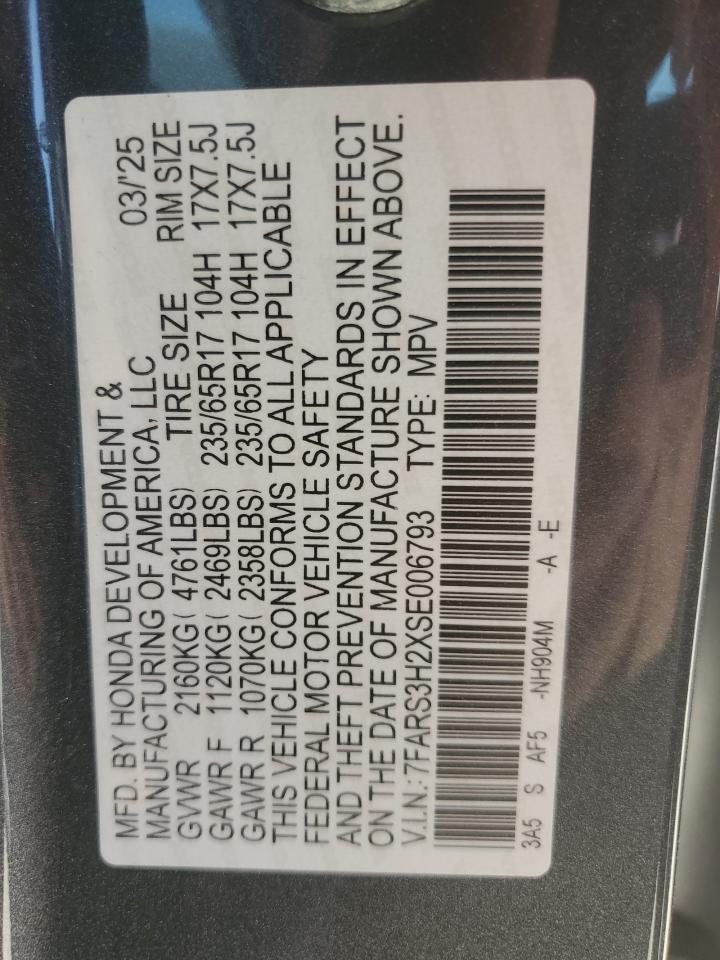 MFD. BY HONDA DEVELOPMENT & 03/'25
MANUFACTURING OF AMERICA, LLC TIRE SIZE RIM SIZE
GVWR 2160KG( 4761LBS)
GAWR F 1120KG( 2469LBS) 235/65R17 104H 17X7.5J
GAWR R 1070KG( 2358LBS) 235/65R17 104H 17X7.5J
THIS VEHICLE CONFORMS TO ALL APPLICABLE
FEDERAL MOTOR VEHICLE SAFETY
AND THEFT PREVENTION STANDARDS IN EFFECT
ON THE DATE OF MANUFACTURE SHOWN ABOVE.
V.I.N.: 7FARS3H2XSE006793 TYPE: MPV
3A5 S AF5 -NH904M -A -E